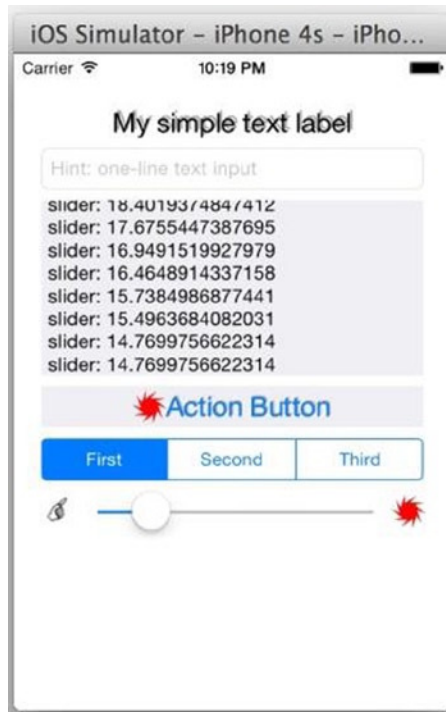 iOS Simulator – iPhone 4s – iPho...
Carrier 10:19 PM
My simple text label
Hint: one-line text input
slider: 18.4019374847412
slider: 17.6755447387695
slider: 16.9491519927979
slider: 16.4648914337158
slider: 15.7384986877441
slider: 15.4963684082031
slider: 14.7699756622314
slider: 14.7699756622314
Action Button
First Second Third